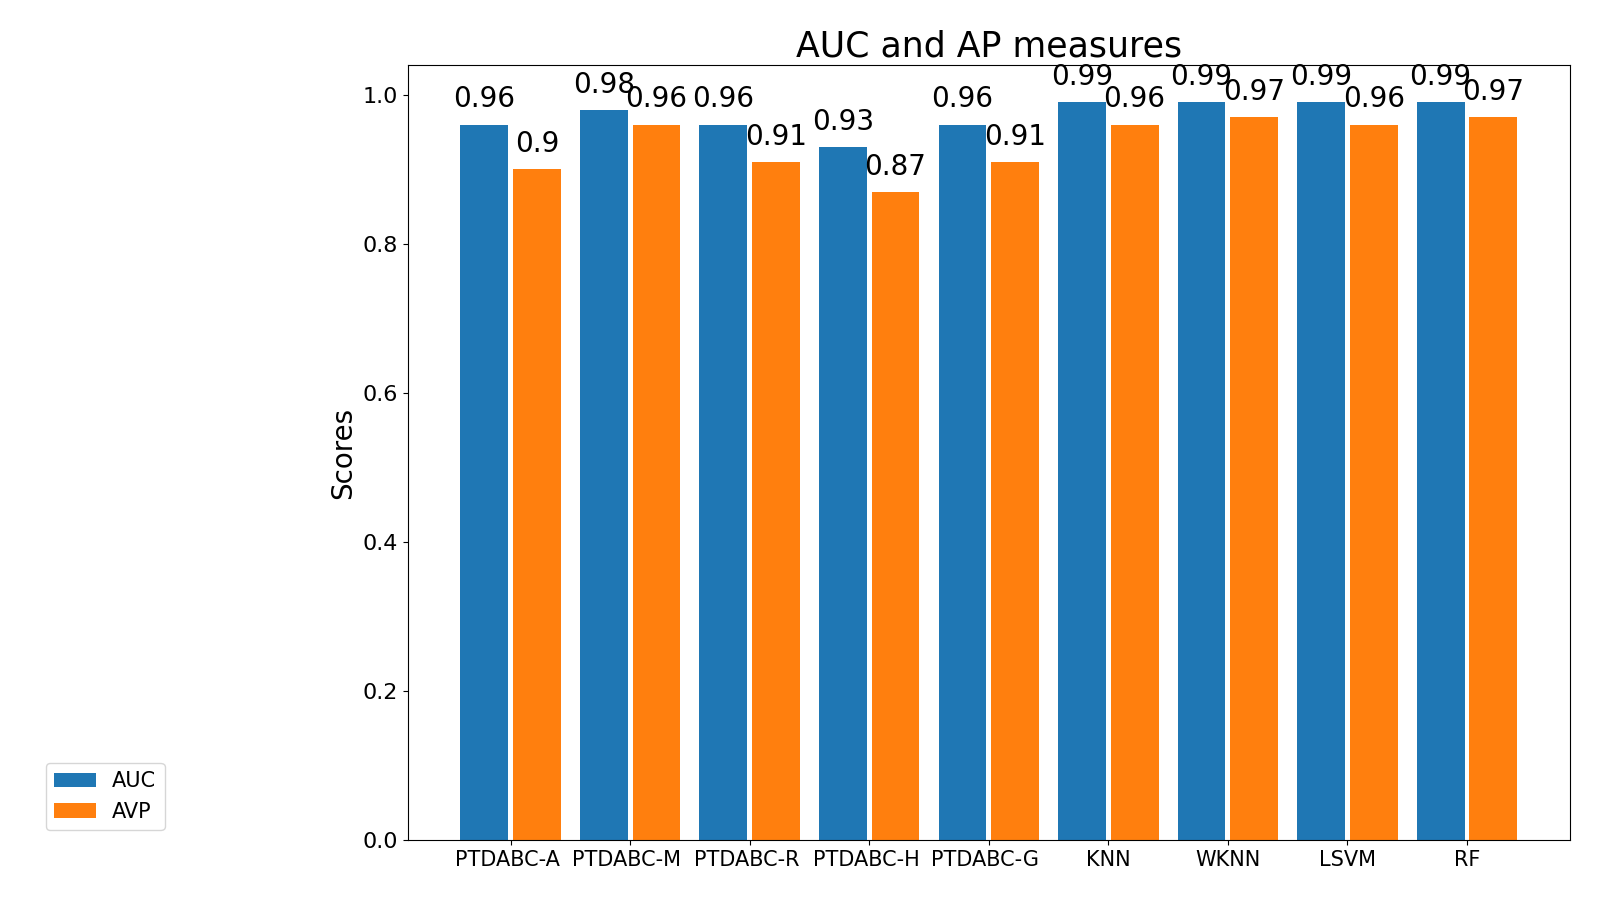 AUC and AP measures
0.96 0.9 0.98 0.96 0.96 0.91 0.93 0.87 0.96 0.91 0.99 0.96 0.99 0.97 0.99 0.96 0.99 0.97
1.0
0.8
0.6
0.4
0.2
0.0
Scores
PTDABC-A PTDABC-M PTDABC-R PTDABC-H PTDABC-G KNN WKNN LSVM RF
AUC
AVP